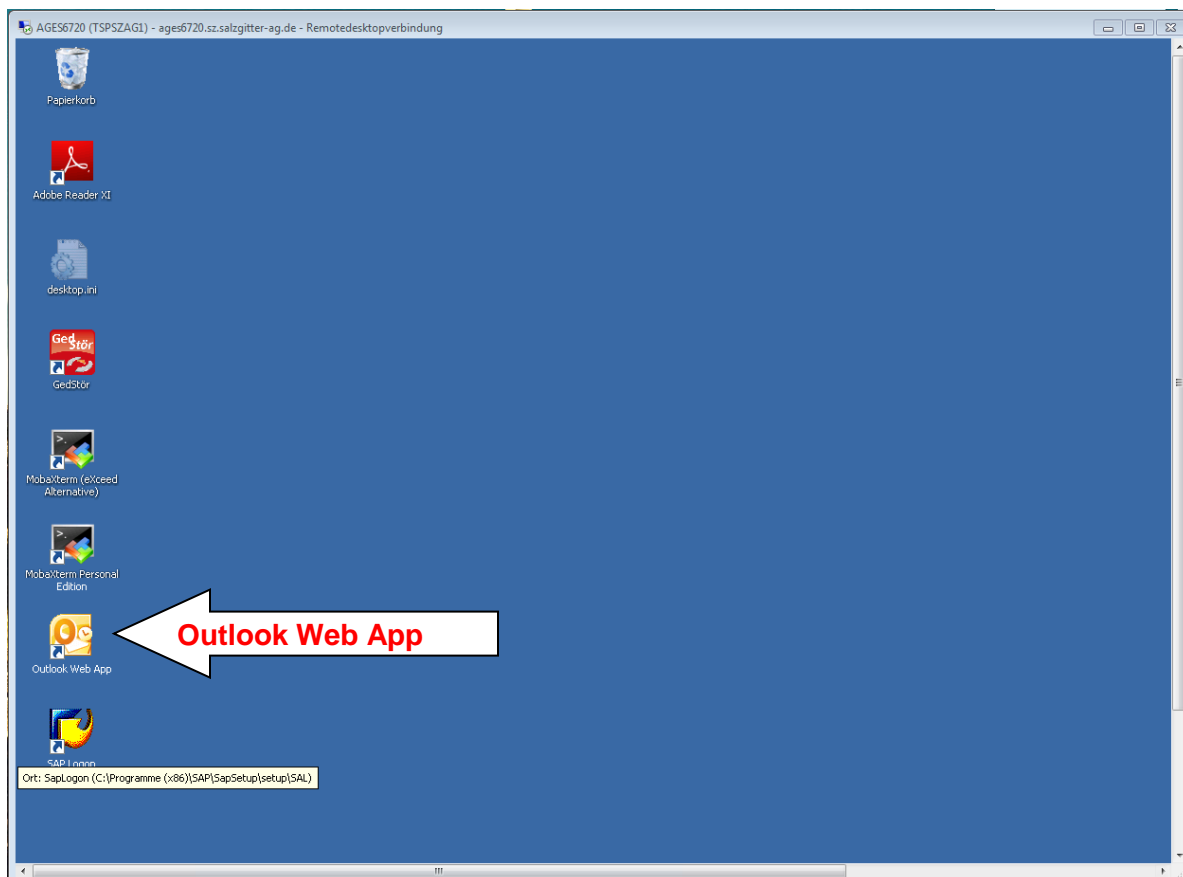 AGES6720 (TSPSZAG1) - ages6720.sz.salzgitter-ag.de - Remotedesktopverbindung
Papierkorb
Adobe Reader XI
desktop.ini
Ged
Stör
GedStör
MobaXterm (eXceed
Alternative)
MobaXterm Personal
Edition
Outlook Web App
Outlook Web App
SAP Logon
Ort: SapLogon (C:\Programme (x86)\SAP\SapSetup\setup\SAL)